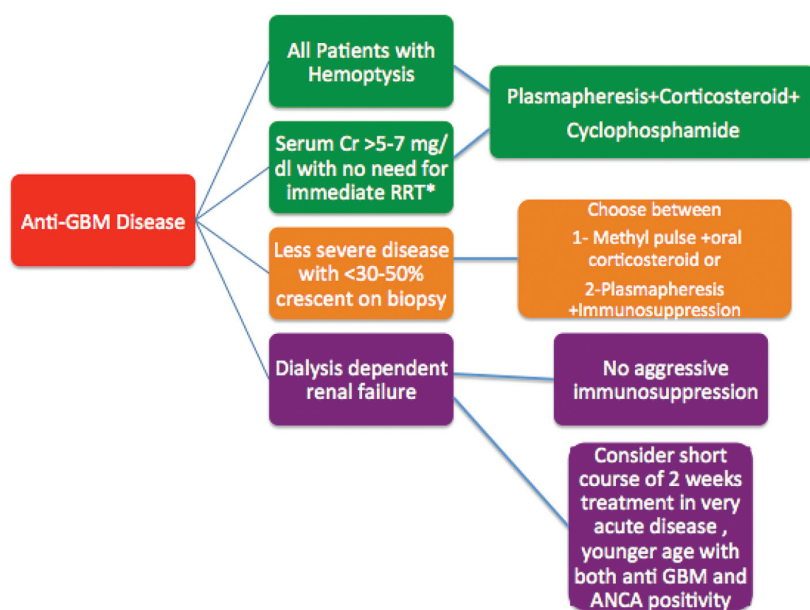 Anti-GBM Disease
All Patients with
Hemoptysis
Serum Cr >5-7 mg/
dl with no need for
immediate RRT*
Plasmapheresis+Corticosteroid+
Cyclophosphamide
Less severe disease
with <30-50%
crescent on biopsy
Choose between
1- Methyl pulse +oral
corticosteroid or
2-Plasmapheresis
+Immunosuppression
Dialysis dependent
renal failure
No aggressive
immunosuppression
Consider short
course of 2 weeks
treatment in very
acute disease ,
younger age with
both anti GBM and
ANCA positivity